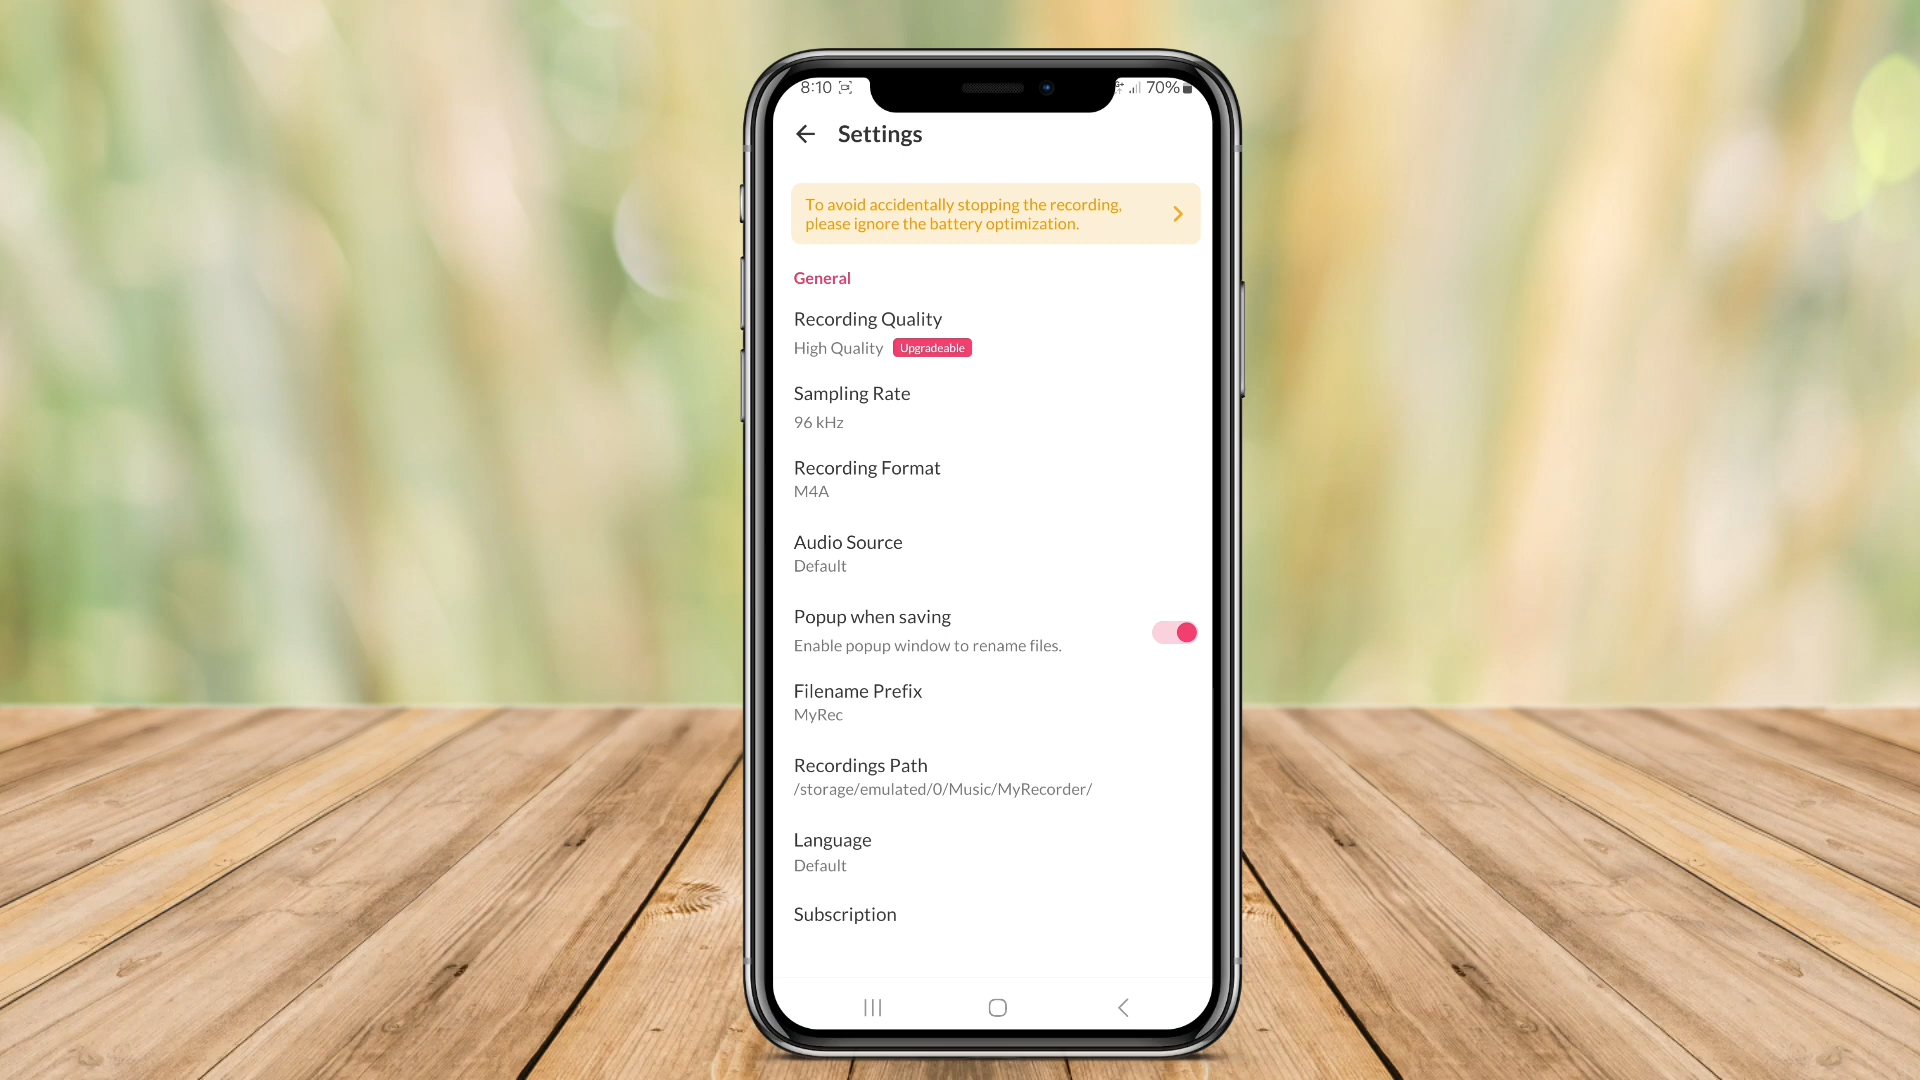 8:10 70%
Settings
To avoid accidentally stopping the recording,
please ignore the battery optimization.
General
Recording Quality
High Quality Upgradeable
Sampling Rate
96 kHz
Recording Format
M4A
Audio Source
Default
Popup when saving
Enable popup window to rename files.
Filename Prefix
MyRec
Recordings Path
/storage/emulated/0/Music/MyRecorder/
Language
Default
Subscription